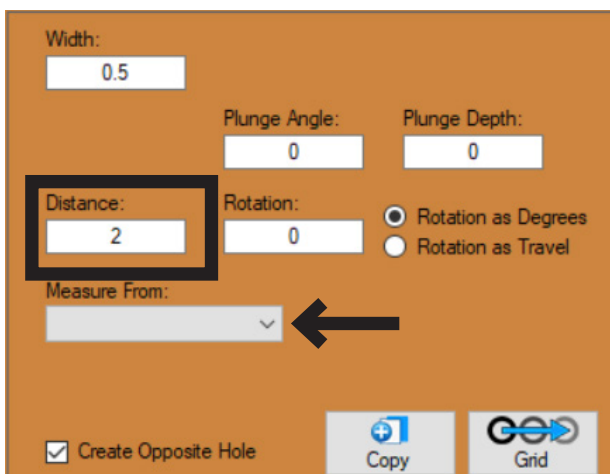 Width:
0.5
Plunge Angle: Plunge Depth:
0 0
Distance: Rotation:
2 0
Rotation as Degrees
Rotation as Travel
Measure From:
Create Opposite Hole
Copy Grid